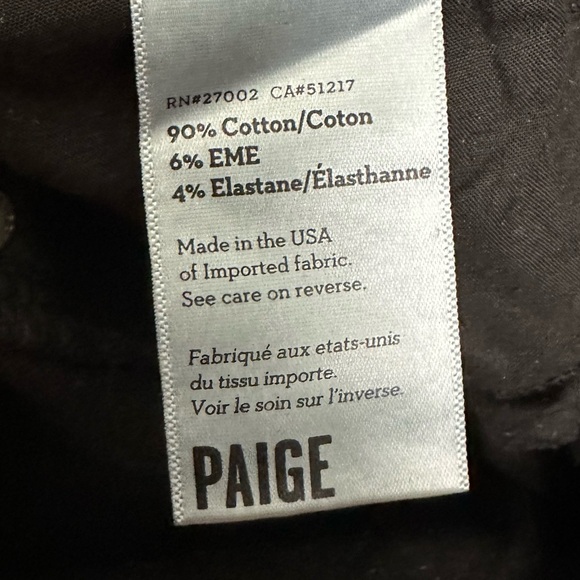 RN#27002 CA#51217
90% Cotton/Coton
6% EME
4% Elastane/Élasthanne
Made in the USA
of Imported fabric.
See care on reverse.
Fabriqué aux etats-unis
du tissu importe.
Voir le soin sur l'inverse.
PAIGE